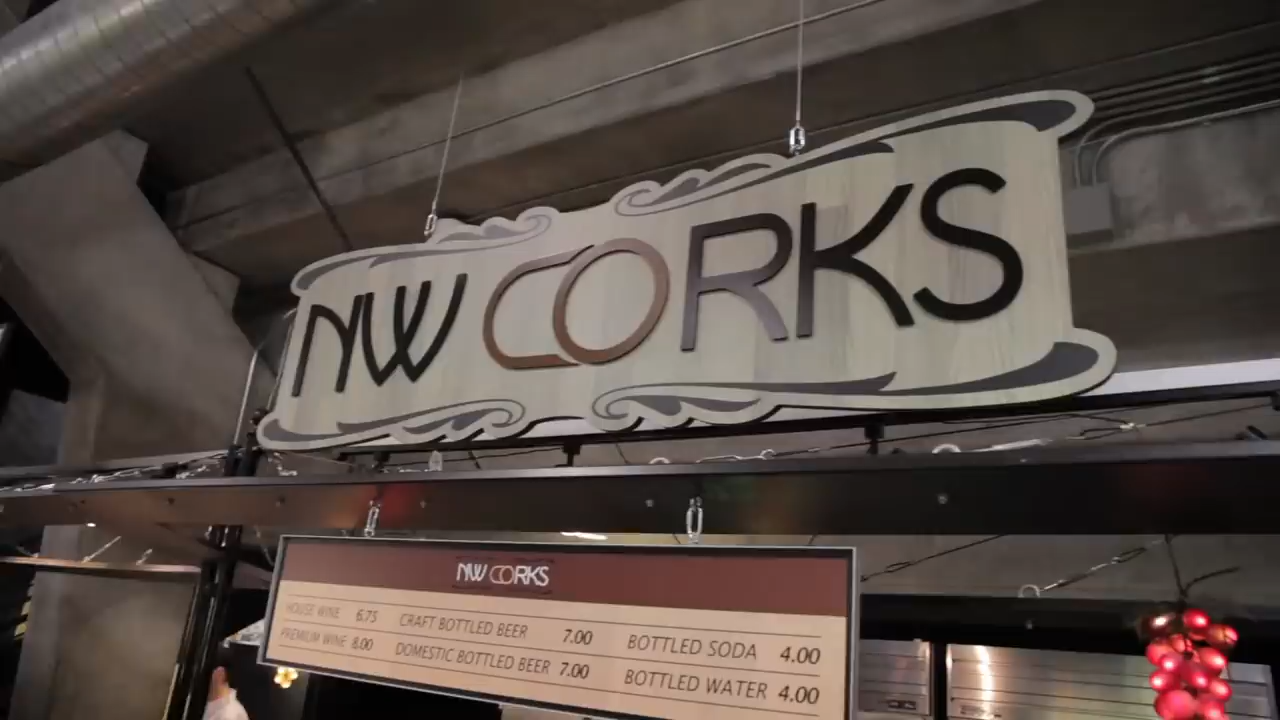 NW CORKS
NW CORKS
HOUSE WINE 6.75 CRAFT BOTTLED BEER 7.00 BOTTLED SODA 4.00
PREMIUM WINE 8.00 DOMESTIC BOTTLED BEER 7.00 BOTTLED WATER 4.00